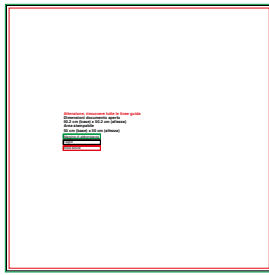 Attenzione: rimuovere tutte le linee guida
Dimensioni documento aperto
50.2 cm (base) x 50.2 cm (altezza)
Area stampabile
50 cm (base) x 50 cm (altezza)